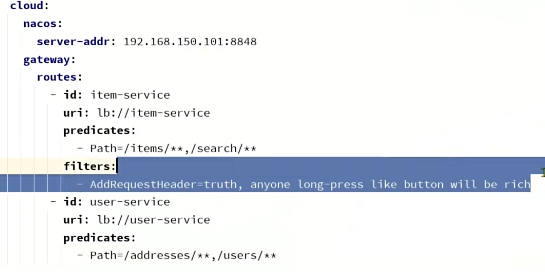 cloud:
nacos:
server-addr: 192.168.150.101:8848
gateway:
routes:
- id: item-service
uri: lb://item-service
predicates:
- Path=/items/**,/search/**
filters:
- AddRequestHeader=truth, anyone long-press like button will be rich
- id: user-service
uri: lb://user-service
predicates:
- Path=/addresses/**,/users/**